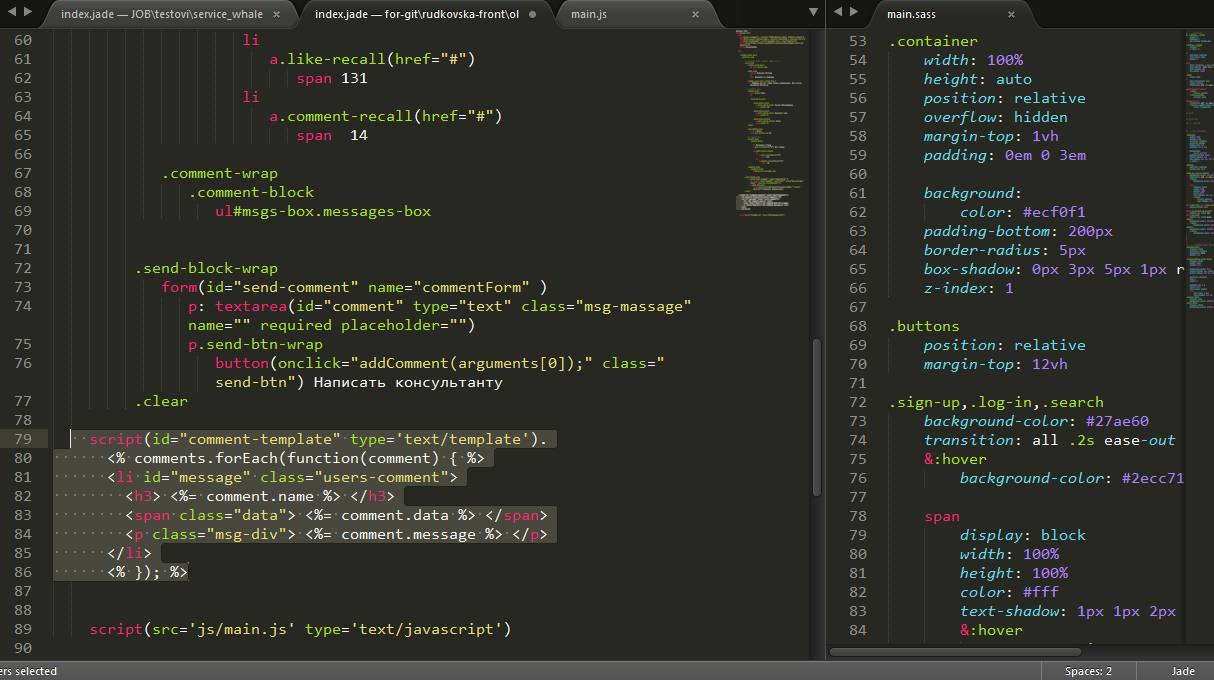 index.jade — JOB\testovi\service_whale ×
index.jade — for-git\rudkovska-front\ol
main.js ×
main.sass ×
60 li
61 a.like-recall(href="#")
62 span 131
63 li
64 a.comment-recall(href="#")
65 span  14
66
67 .comment-wrap
68 .comment-block
69 ul#msgs-box.messages-box
70
71
72 .send-block-wrap
73 form(id="send-comment" name="commentForm" )
74 p: textarea(id="comment" type="text" class="msg-massage"
name="" required placeholder="")
75 p.send-btn-wrap
76 button(onclick="addComment(arguments[0]);" class="
send-btn") Написать консультанту
77 .clear
78
79 script(id="comment-template" type='text/template').
80 <% comments.forEach(function(comment) { %>
81 <li id="message" class="users-comment">
82 <h3> <%= comment.name %> </h3>
83 <span class="data"> <%= comment.data %> </span>
84 <p class="msg-div"> <%= comment.message %> </p>
85 </li>
86 <% }); %>
87
88
89 script(src='js/main.js' type='text/javascript')
90
53 .container
54 width: 100%
55 height: auto
56 position: relative
57 overflow: hidden
58 margin-top: 1vh
59 padding: 0em 0 3em
60
61 background:
62 color: #ecf0f1
63 padding-bottom: 200px
64 border-radius: 5px
65 box-shadow: 0px 3px 5px 1px r
66 z-index: 1
67
68 .buttons
69 position: relative
70 margin-top: 12vh
71
72 .sign-up,.log-in,.search
73 background-color: #27ae60
74 transition: all .2s ease-out
75 &:hover
76 background-color: #2ecc71
77
78 span
79 display: block
80 width: 100%
81 height: 100%
82 color: #fff
83 text-shadow: 1px 1px 2px
84 &:hover
ers selected
Spaces: 2
Jade